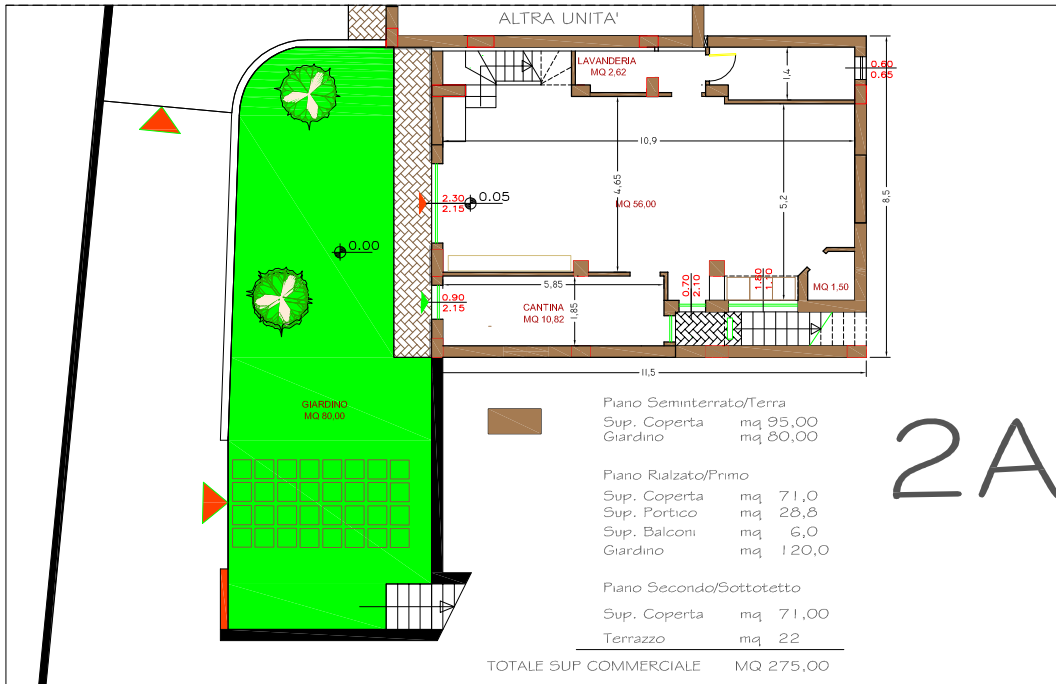 ALTRA UNITA'
LAVANDERIA
MQ 2,62
1,4
0.60
0.65
10,9
4,65
5,2
8,5
2.30
2.15
0.05
MQ 56,00
0.00
5,85
0.70
2.10
1.80
1.10
MQ 1,50
0.90
2.15
CANTINA
MQ 10,82
1,85
11,5
GIARDINO
MQ 80,00
Piano Seminterrato/Terra
Sup. Coperta mq 95,00
Giardino mq 80,00
2A
Piano Rialzato/Primo
Sup. Coperta mq 71,0
Sup. Portico mq 28,8
Sup. Balconi mq 6,0
Giardino mq 120,0
Piano Secondo/Sottotetto
Sup. Coperta mq 71,00
Terrazzo mq 22
TOTALE SUP COMMERCIALE MQ 275,00